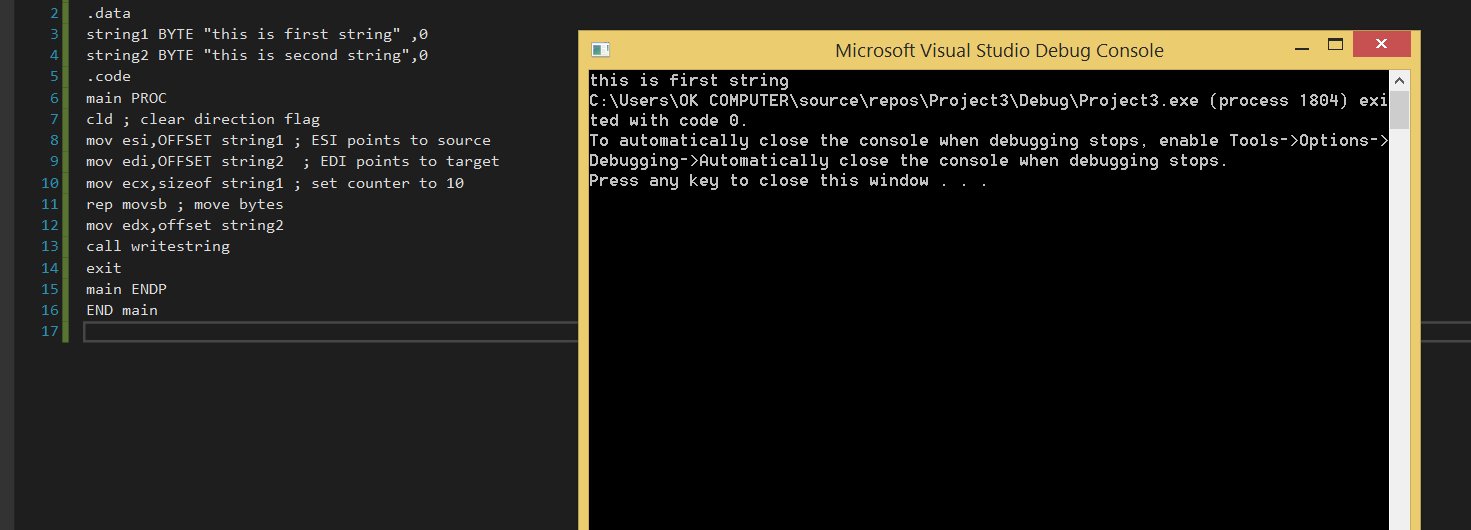 2 .data
3 string1 BYTE "this is first string" ,0
4 string2 BYTE "this is second string",0
5 .code
6 main PROC
7 cld ; clear direction flag
8 mov esi,OFFSET string1 ; ESI points to source
9 mov edi,OFFSET string2  ; EDI points to target
10 mov ecx,sizeof string1 ; set counter to 10
11 rep movsb ; move bytes
12 mov edx,offset string2
13 call writestring
14 exit
15 main ENDP
16 END main
17
Microsoft Visual Studio Debug Console
this is first string
C:\Users\OK COMPUTER\source\repos\Project3\Debug\Project3.exe (process 1804) exi
ted with code 0.
To automatically close the console when debugging stops, enable Tools->Options->
Debugging->Automatically close the console when debugging stops.
Press any key to close this window . . .